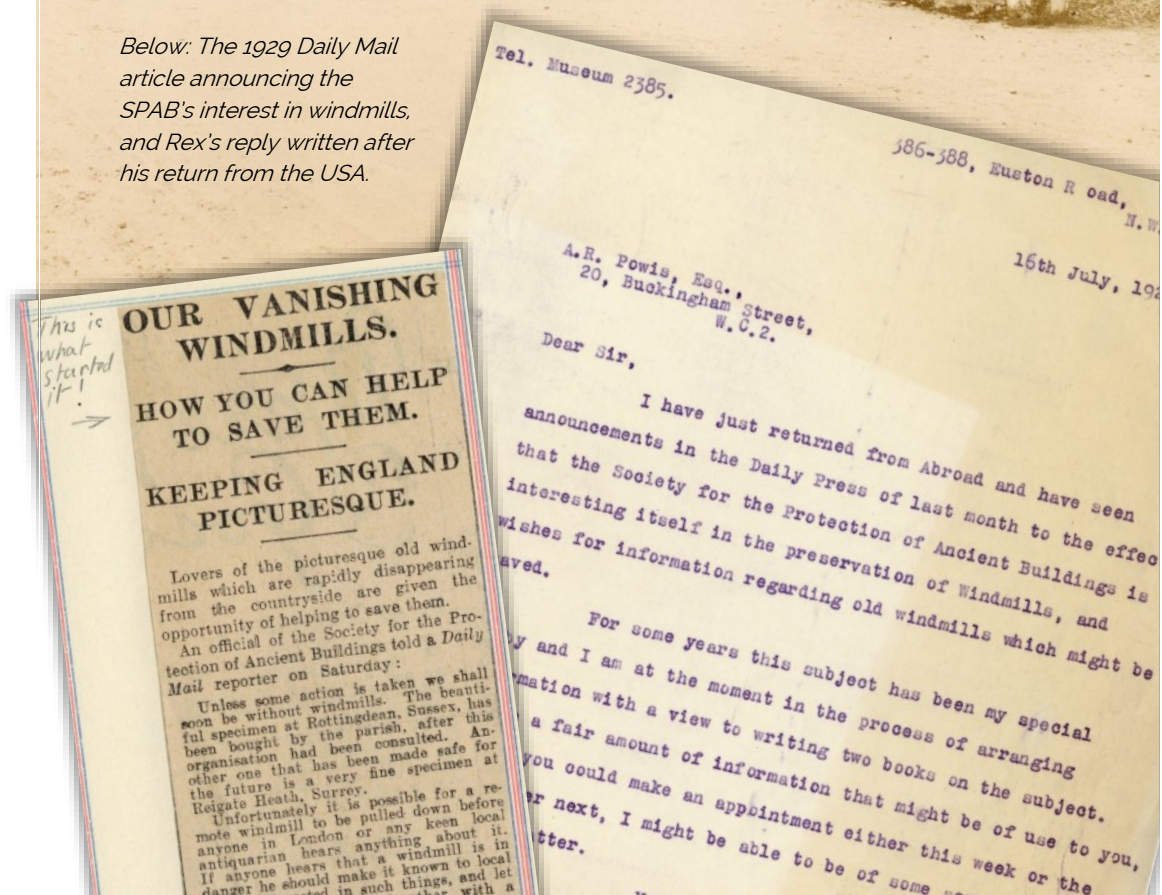 Below: The 1929 Daily Mail
article announcing the
SPAB's interest in windmills,
and Rex's reply written after
his return from the USA.
Tel. Museum 2385.
386-388, Euston R oad,
N.W.
16th July, 192
A.R. Powis, Esq.,
20, Buckingham Street,
W.C.2.
Dear Sir,
I have just returned from Abroad and have seen
announcements in the Daily Press of last month to the effec
that the Society for the Protection of Ancient Buildings is
interesting itself in the preservation of Windmills, and
wishes for information regarding old windmills which might be
aved.
For some years this subject has been my special
y and I am at the moment in the process of arranging
rmation with a view to writing two books on the subject.
a fair amount of information that might be of use to you,
you could make an appointment either this week or the
er next, I might be able to be of some
tter.
This is
what
started
it!
OUR VANISHING
WINDMILLS.
HOW YOU CAN HELP
TO SAVE THEM.
KEEPING ENGLAND
PICTURESQUE.
Lovers of the picturesque old wind-
mills which are rapidly disappearing
from the countryside are given the
opportunity of helping to save them.
An official of the Society for the Pro-
tection of Ancient Buildings told a Daily
Mail reporter on Saturday:
Unless some action is taken we shall
soon be without windmills. The beauti-
ful specimen at Rottingdean, Sussex, has
been bought by the parish, after this
organisation had been consulted. An-
other one that has been made safe for
the future is a very fine specimen at
Reigate Heath, Surrey.
Unfortunately it is possible for a re-
mote windmill to be pulled down before
anyone in London or any keen local
antiquarian hears anything about it.
If anyone hears that a windmill is in
danger he should make it known to local
in such things, and let
with a